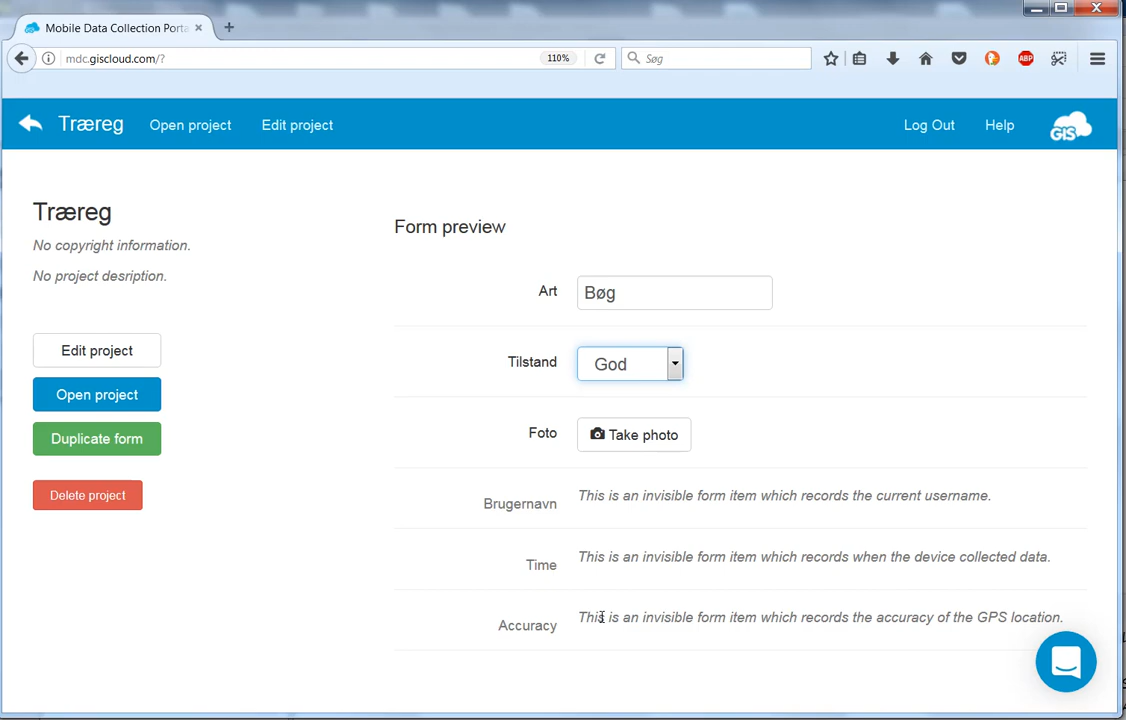 Mobile Data Collection Porta
mdc.giscloud.com/?
110%
Søg
ABP
Træreg
Open project
Edit project
Log Out
Help
GIS
Træreg
No copyright information.
No project desription.
Edit project
Open project
Duplicate form
Delete project
Form preview
Art
Bøg
Tilstand
God
Foto
Take photo
Brugernavn
This is an invisible form item which records the current username.
Time
This is an invisible form item which records when the device collected data.
Accuracy
This is an invisible form item which records the accuracy of the GPS location.